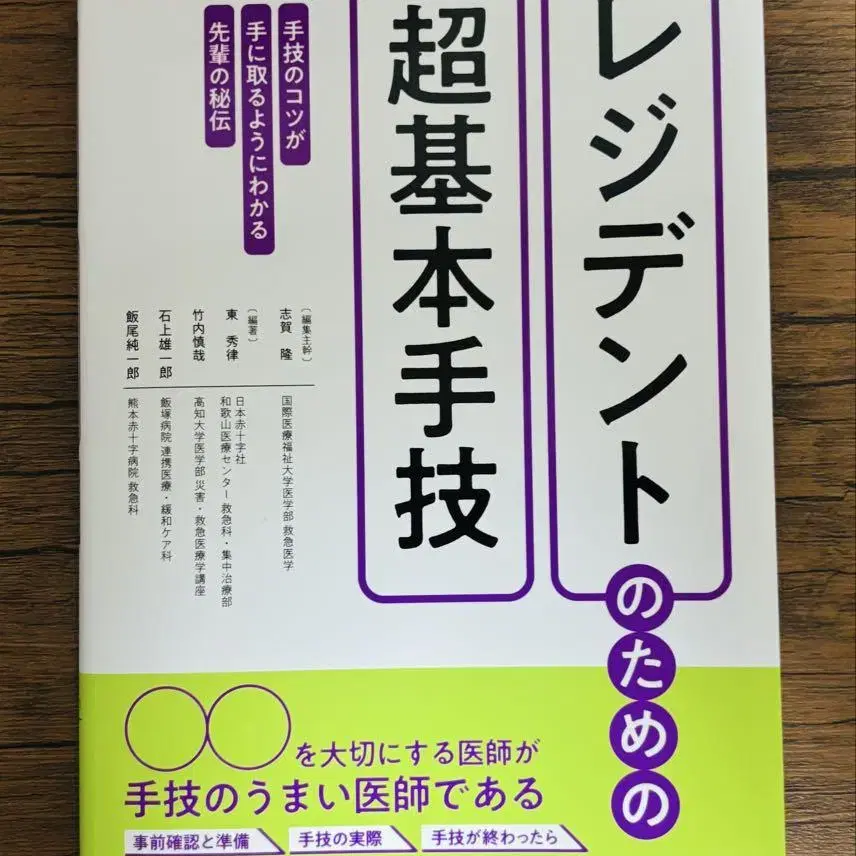 レジデントのための
超基本手技
手技のコツが
手に取るようにわかる
先輩の秘伝
〔編集主幹〕
志賀 隆 国際医療福祉大学医学部 救急医学
〔編著〕
東 秀律 日本赤十字社
和歌山医療センター 救急科・集中治療部
竹内慎哉 高知大学医学部 災害・救急医療学講座
石上雄一郎 飯塚病院 連携医療・緩和ケア科
飯尾純一郎 熊本赤十字病院 救急科
◯◯を大切にする医師が
手技のうまい医師である
事前確認と準備 手技の実際 手技が終わったら